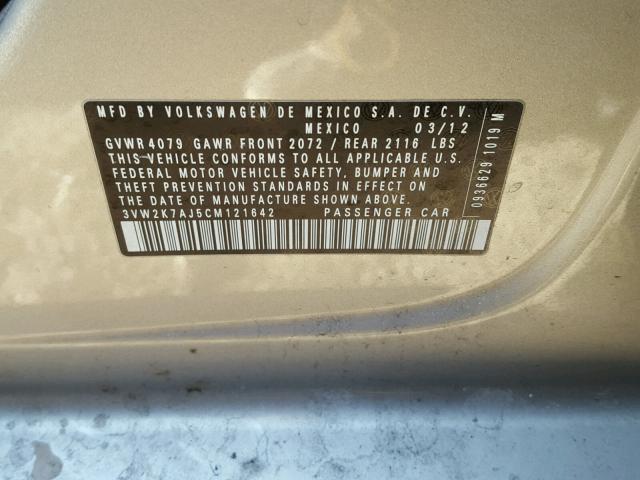 MFD BY VOLKSWAGEN DE MEXICO S.A. DE C.V.
MEXICO 03/12
GVWR 4079 GAWR FRONT 2072 / REAR 2116 LBS
THIS VEHICLE CONFORMS TO ALL APPLICABLE U.S.
FEDERAL MOTOR VEHICLE SAFETY, BUMPER AND
THEFT PREVENTION STANDARDS IN EFFECT ON
THE DATE OF MANUFACTURE SHOWN ABOVE.
3VW2K7AJ5CM121642 PASSENGER CAR
0936629 1019 M